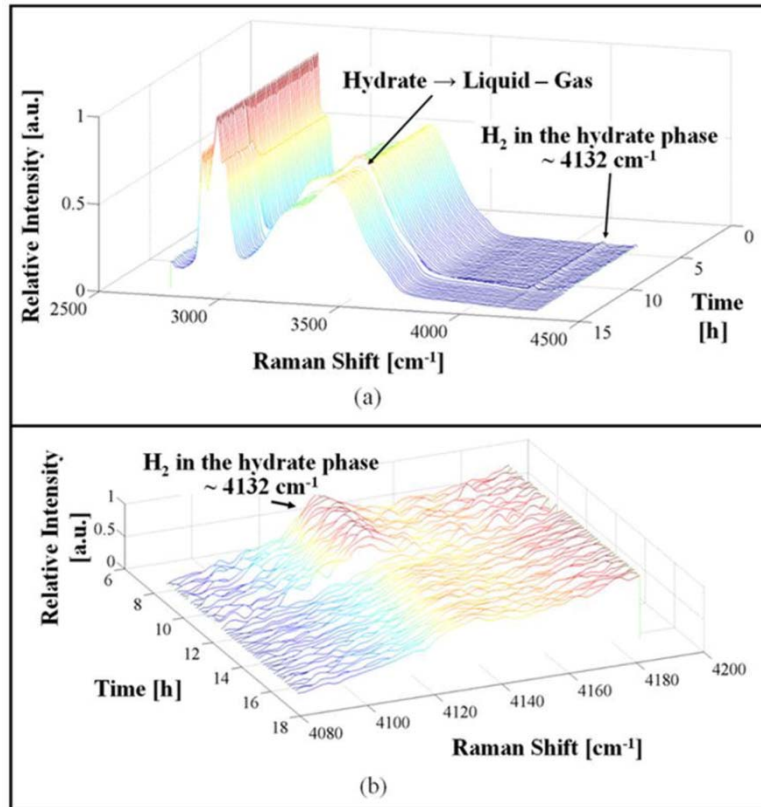 Hydrate → Liquid – Gas
H₂ in the hydrate phase
~ 4132 cm⁻¹
Relative Intensity [a.u.]
1
0.5
0
2500
3000
3500
4000
4500
Raman Shift [cm⁻¹]
0
5
10
15
Time
[h]
(a)
H₂ in the hydrate phase
~ 4132 cm⁻¹
Relative Intensity
[a.u.]
1
0.5
0
6
8
10
12
14
16
18
Time [h]
4080
4100
4120
4140
4160
4180
4200
Raman Shift [cm⁻¹]
(b)